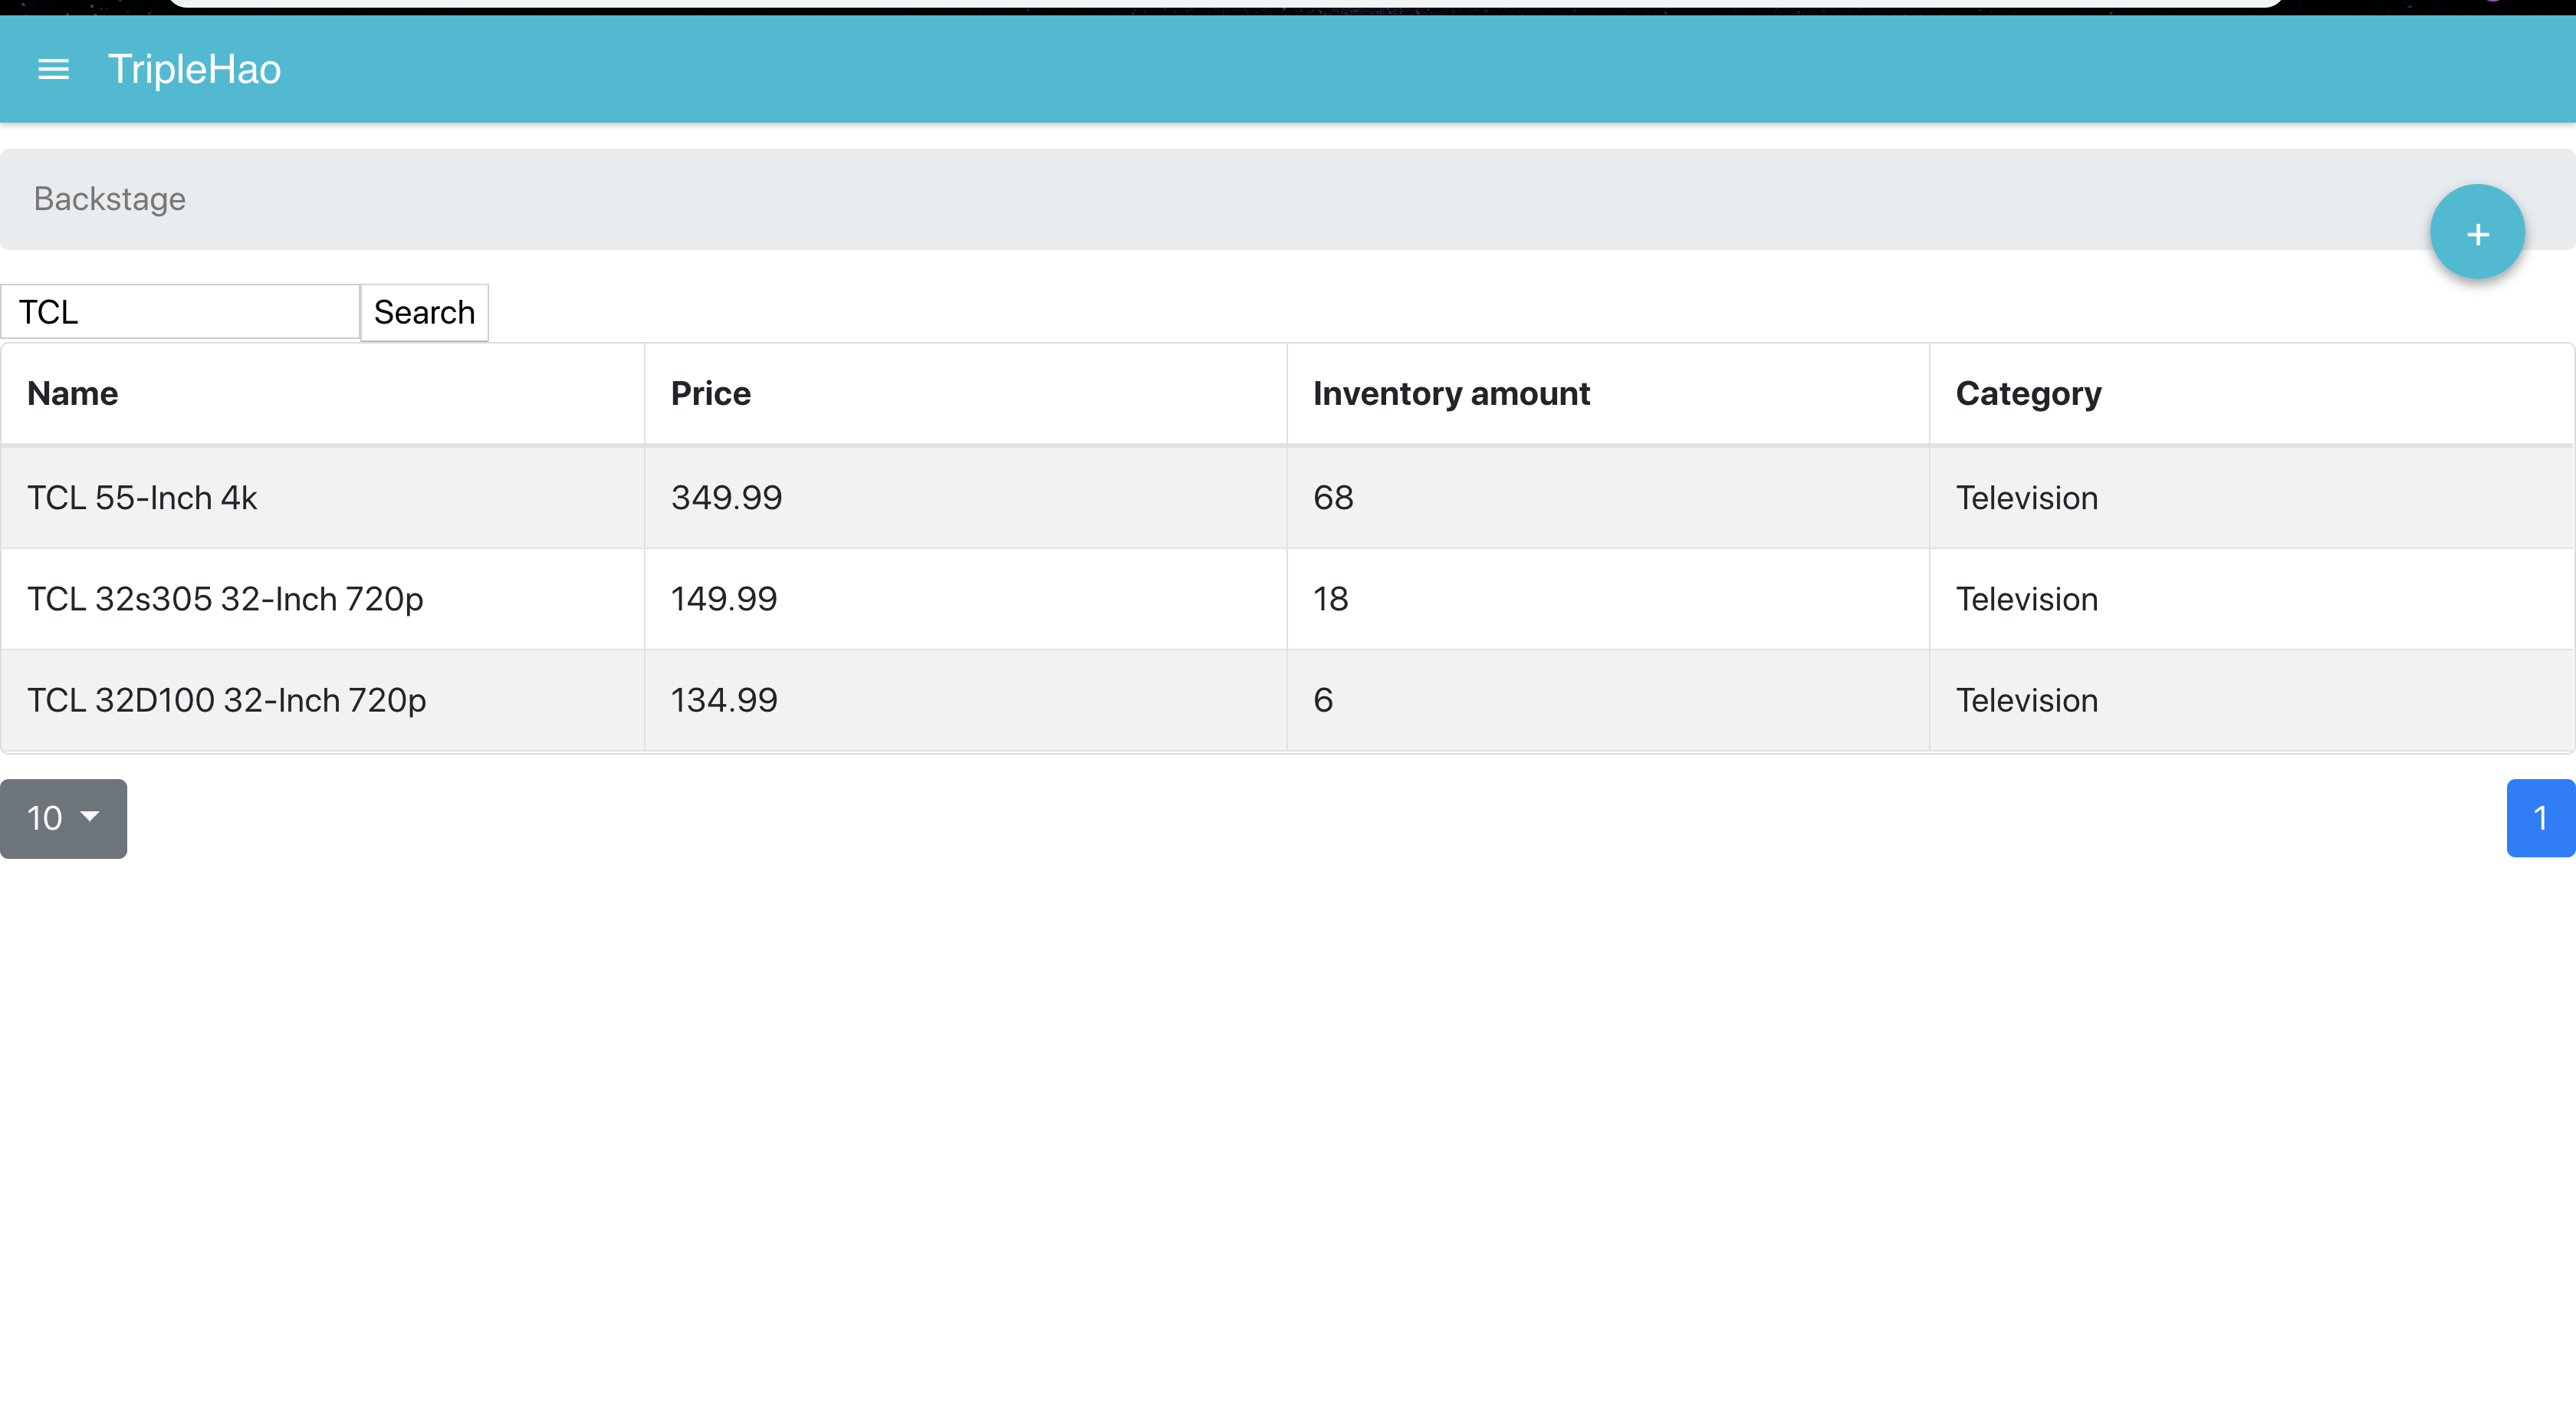 TripleHao
Backstage
+
TCL Search
Name Price Inventory amount Category
TCL 55-Inch 4k 349.99 68 Television
TCL 32s305 32-Inch 720p 149.99 18 Television
TCL 32D100 32-Inch 720p 134.99 6 Television
10 1